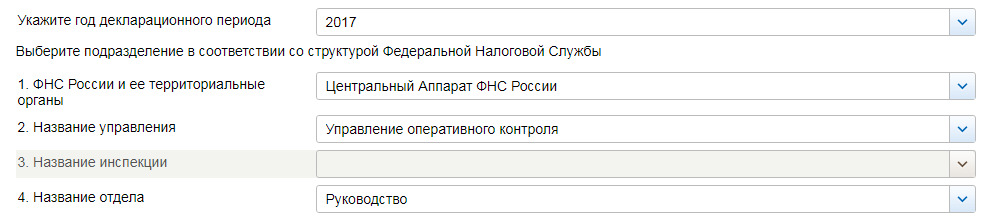 Укажите год декларационного периода 2017
Выберите подразделение в соответствии со структурой Федеральной Налоговой Службы
1. ФНС России и ее территориальные органы Центральный Аппарат ФНС России
2. Название управления Управление оперативного контроля
3. Название инспекции
4. Название отдела Руководство